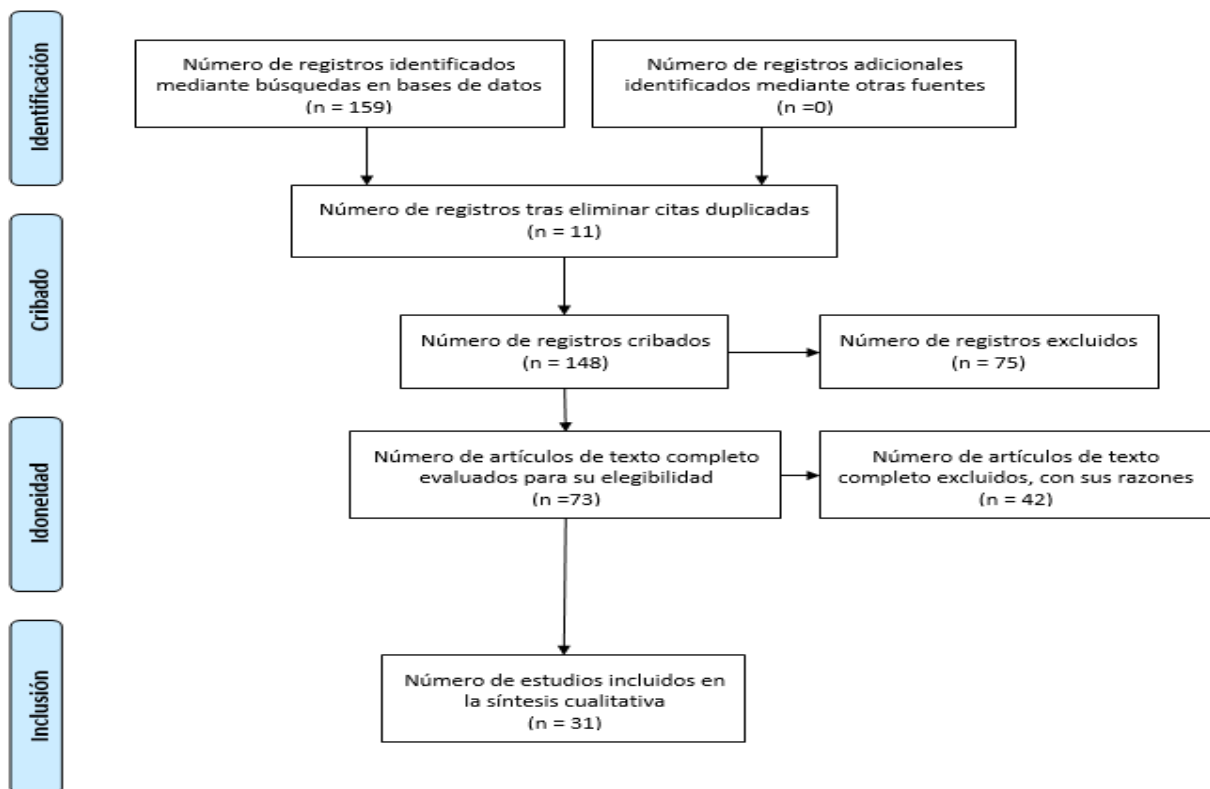 Identificación
Número de registros identificados
mediante búsquedas en bases de datos
(n = 159)
Número de registros adicionales
identificados mediante otras fuentes
(n =0)
Número de registros tras eliminar citas duplicadas
(n = 11)
Cribado
Número de registros cribados
(n = 148)
Número de registros excluidos
(n = 75)
Idoneidad
Número de artículos de texto completo
evaluados para su elegibilidad
(n =73)
Número de artículos de texto
completo excluidos, con sus razones
(n = 42)
Inclusión
Número de estudios incluidos en
la síntesis cualitativa
(n = 31)